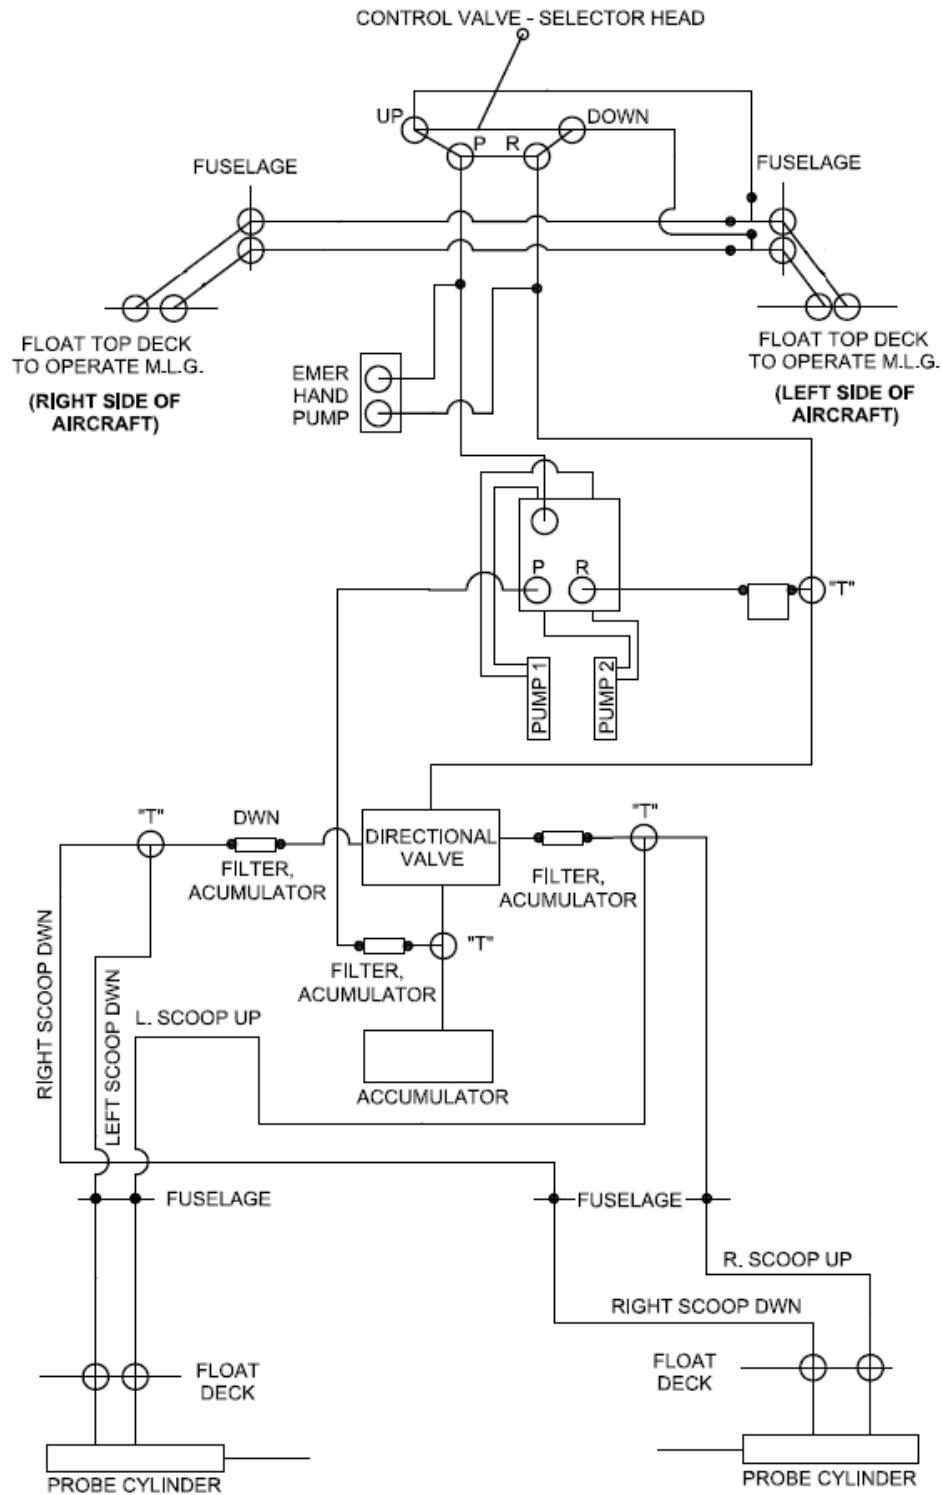 CONTROL VALVE - SELECTOR HEAD
UP
DOWN
P
R
FUSELAGE
FUSELAGE
FLOAT TOP DECK
TO OPERATE M.L.G.
(RIGHT SIDE OF
AIRCRAFT)
EMER
HAND
PUMP
FLOAT TOP DECK
TO OPERATE M.L.G.
(LEFT SIDE OF
AIRCRAFT)
P
R
"T"
PUMP 1
PUMP 2
"T"
DWN
FILTER,
ACUMULATOR
DIRECTIONAL
VALVE
"T"
FILTER,
ACUMULATOR
"T"
FILTER,
ACUMULATOR
RIGHT SCOOP DWN
LEFT SCOOP DWN
L. SCOOP UP
ACCUMULATOR
FUSELAGE
FUSELAGE
R. SCOOP UP
RIGHT SCOOP DWN
FLOAT
DECK
FLOAT
DECK
PROBE CYLINDER
PROBE CYLINDER